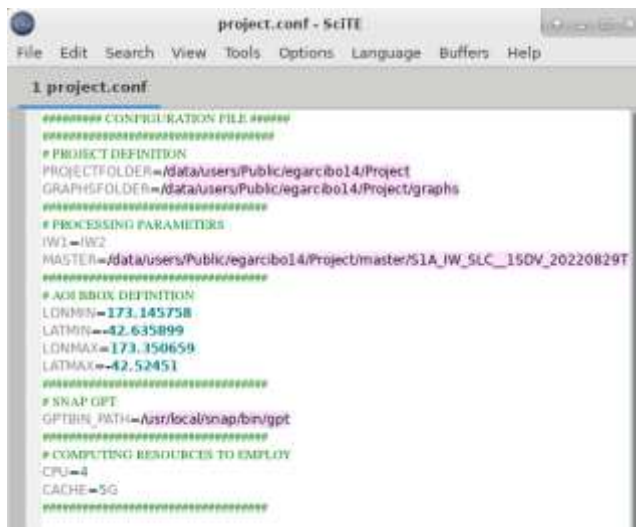 project.conf - SciTE
File Edit Search View Tools Options Language Buffers Help
1 project.conf
######### CONFIGURATION FILE ######
###################################
# PROJECT DEFINITION
PROJECTFOLDER=/data/users/Public/egarcibo14/Project
GRAPHSFOLDER=/data/users/Public/egarcibo14/Project/graphs
##################################
# PROCESSING PARAMETERS
IW1=IW2
MASTER=/data/users/Public/egarcibo14/Project/master/S1A_IW_SLC__1SDV_20220829T
##################################
# AOI BBOX DEFINITION
LONMIN=173.145758
LATMIN=-42.635899
LONMAX=173.350659
LATMAX=-42.52451
##################################
# SNAP GPT
GPTBIN_PATH=/usr/local/snap/bin/gpt
##################################
# COMPUTING RESOURCES TO EMPLOY
CPU=4
CACHE=5G
##################################